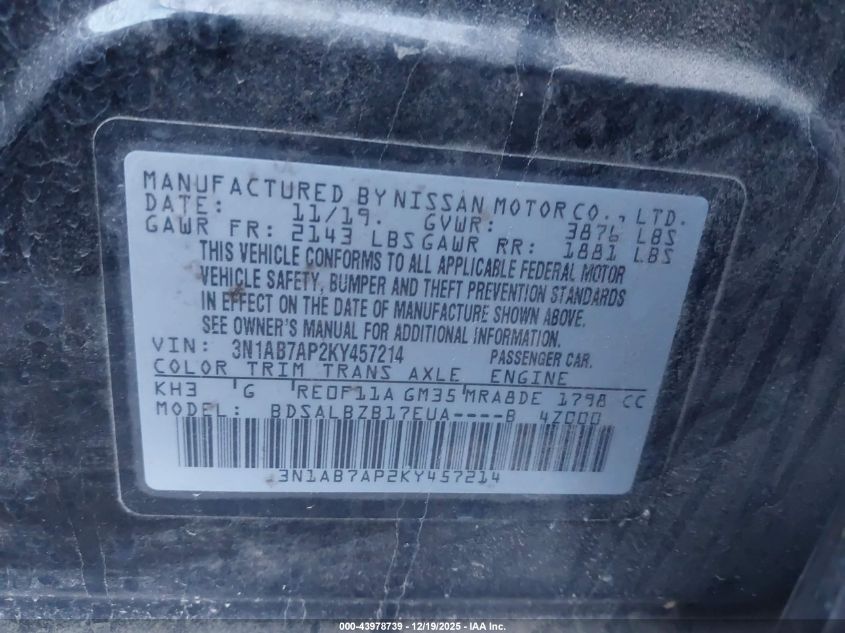 MANUFACTURED BY NISSAN MOTOR CO., LTD.
DATE: 11/19 GVWR: 3876 LBS
GAWR FR: 2143 LBS GAWR RR: 1881 LBS
THIS VEHICLE CONFORMS TO ALL APPLICABLE FEDERAL MOTOR
VEHICLE SAFETY, BUMPER AND THEFT PREVENTION STANDARDS
IN EFFECT ON THE DATE OF MANUFACTURE SHOWN ABOVE.
SEE OWNER'S MANUAL FOR ADDITIONAL INFORMATION.
VIN: 3N1AB7AP2KY457214 PASSENGER CAR.
COLOR TRIM TRANS AXLE ENGINE
KH3 G RE0F11A GM35 MRA8DE 1798 CC
MODEL: BDSALBZB17EUA----B 4Z000
3N1AB7AP2KY457214
000-43978739 - 12/19/2025 - IAA Inc.